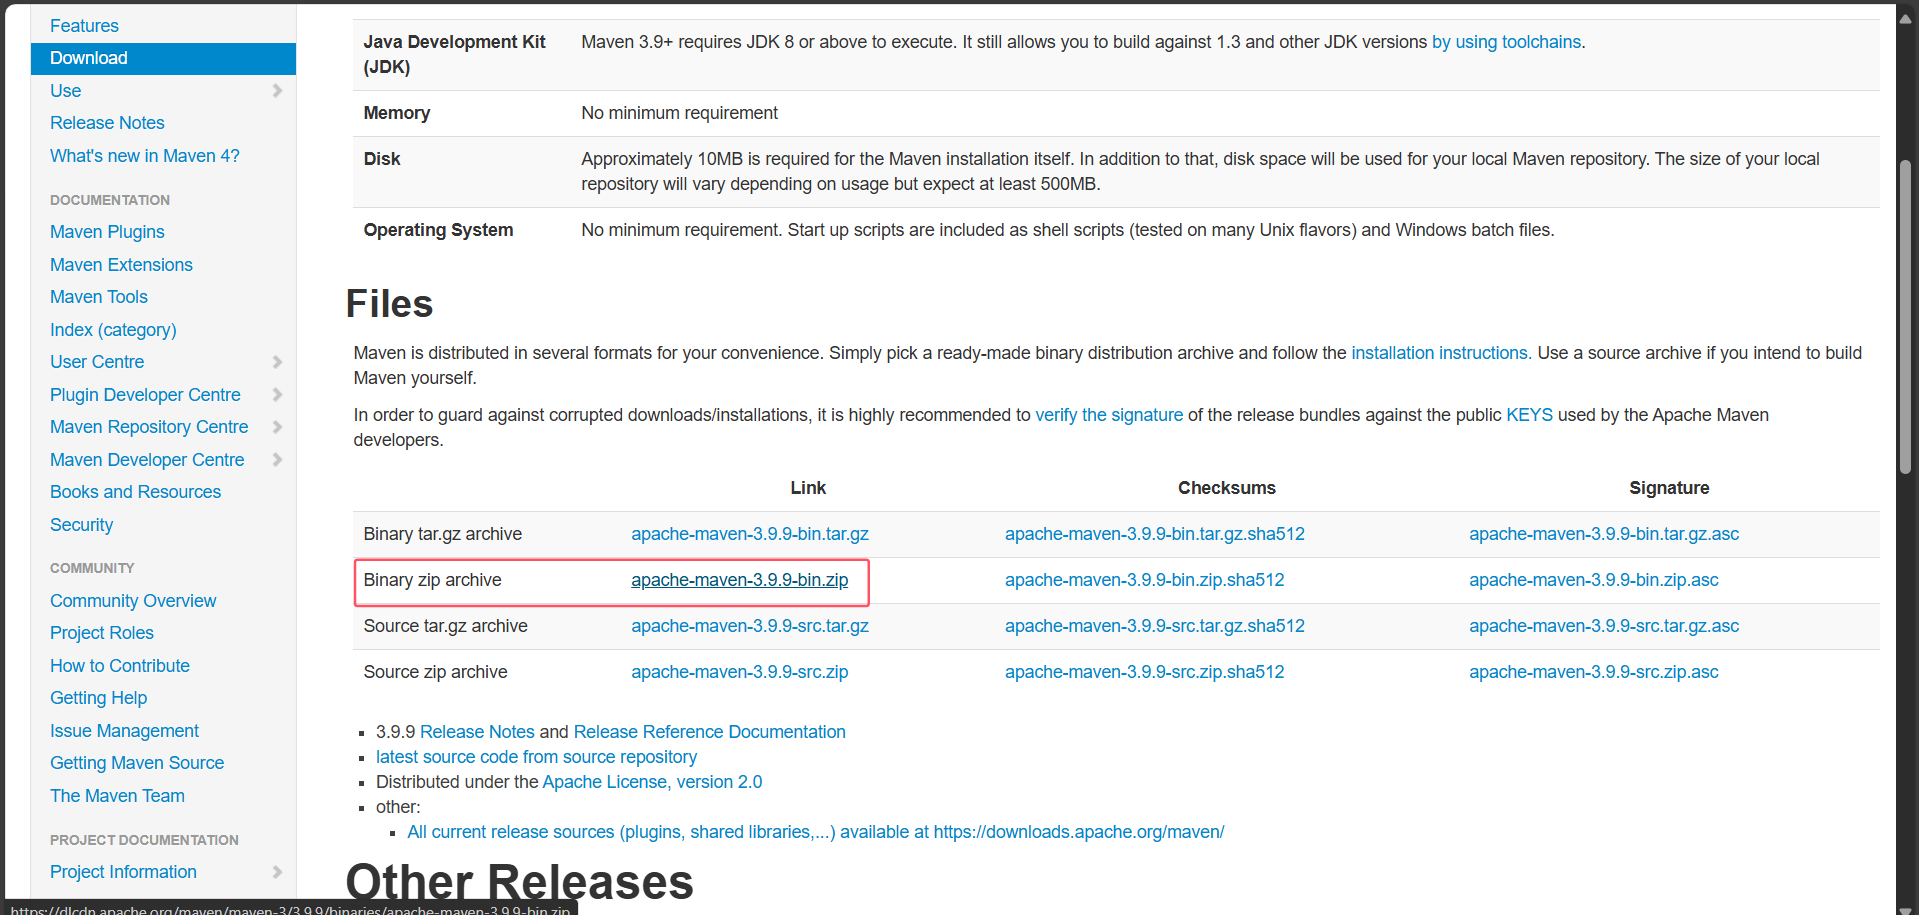 Features
Download
Use
Release Notes
What's new in Maven 4?
DOCUMENTATION
Maven Plugins
Maven Extensions
Maven Tools
Index (category)
User Centre
Plugin Developer Centre
Maven Repository Centre
Maven Developer Centre
Books and Resources
Security
COMMUNITY
Community Overview
Project Roles
How to Contribute
Getting Help
Issue Management
Getting Maven Source
The Maven Team
PROJECT DOCUMENTATION
Project Information
Java Development Kit Maven 3.9+ requires JDK 8 or above to execute. It still allows you to build against 1.3 and other JDK versions by using toolchains.
(JDK)
Memory No minimum requirement
Disk Approximately 10MB is required for the Maven installation itself. In addition to that, disk space will be used for your local Maven repository. The size of your local
repository will vary depending on usage but expect at least 500MB.
Operating System No minimum requirement. Start up scripts are included as shell scripts (tested on many Unix flavors) and Windows batch files.
Files
Maven is distributed in several formats for your convenience. Simply pick a ready-made binary distribution archive and follow the installation instructions. Use a source archive if you intend to build
Maven yourself.
In order to guard against corrupted downloads/installations, it is highly recommended to verify the signature of the release bundles against the public KEYS used by the Apache Maven
developers.
Link Checksums Signature
Binary tar.gz archive apache-maven-3.9.9-bin.tar.gz apache-maven-3.9.9-bin.tar.gz.sha512 apache-maven-3.9.9-bin.tar.gz.asc
Binary zip archive apache-maven-3.9.9-bin.zip apache-maven-3.9.9-bin.zip.sha512 apache-maven-3.9.9-bin.zip.asc
Source tar.gz archive apache-maven-3.9.9-src.tar.gz apache-maven-3.9.9-src.tar.gz.sha512 apache-maven-3.9.9-src.tar.gz.asc
Source zip archive apache-maven-3.9.9-src.zip apache-maven-3.9.9-src.zip.sha512 apache-maven-3.9.9-src.zip.asc
3.9.9 Release Notes and Release Reference Documentation
latest source code from source repository
Distributed under the Apache License, version 2.0
other:
All current release sources (plugins, shared libraries,...) available at https://downloads.apache.org/maven/
Other Releases
https://dlcdn.apache.org/maven/maven-3/3.9.9/binaries/apache-maven-3.9.9-bin.zip